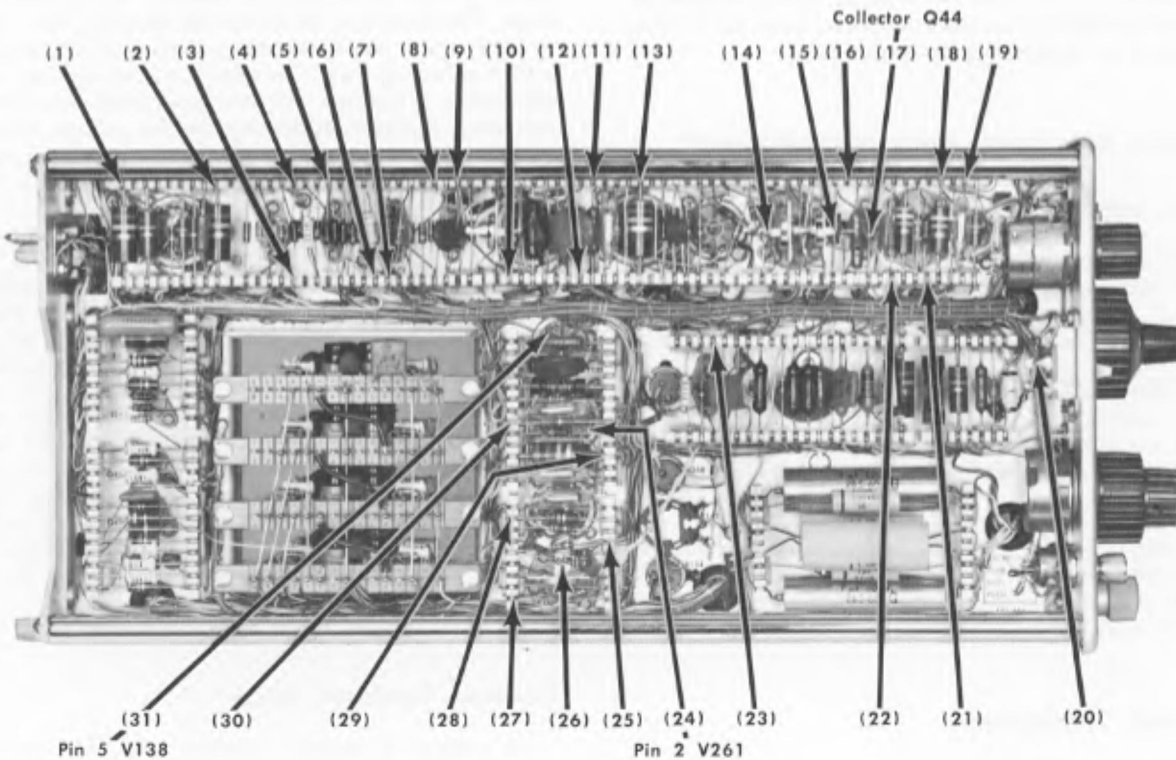 Collector Q44
(1) (2) (3) (4) (5) (6) (7) (8) (9) (10) (12) (11) (13) (14) (15) (16) (17) (18) (19)
(31) (30) (29) (28) (27) (26) (25) (24) (23) (22) (21) (20)
Pin 5 V138 Pin 2 V261